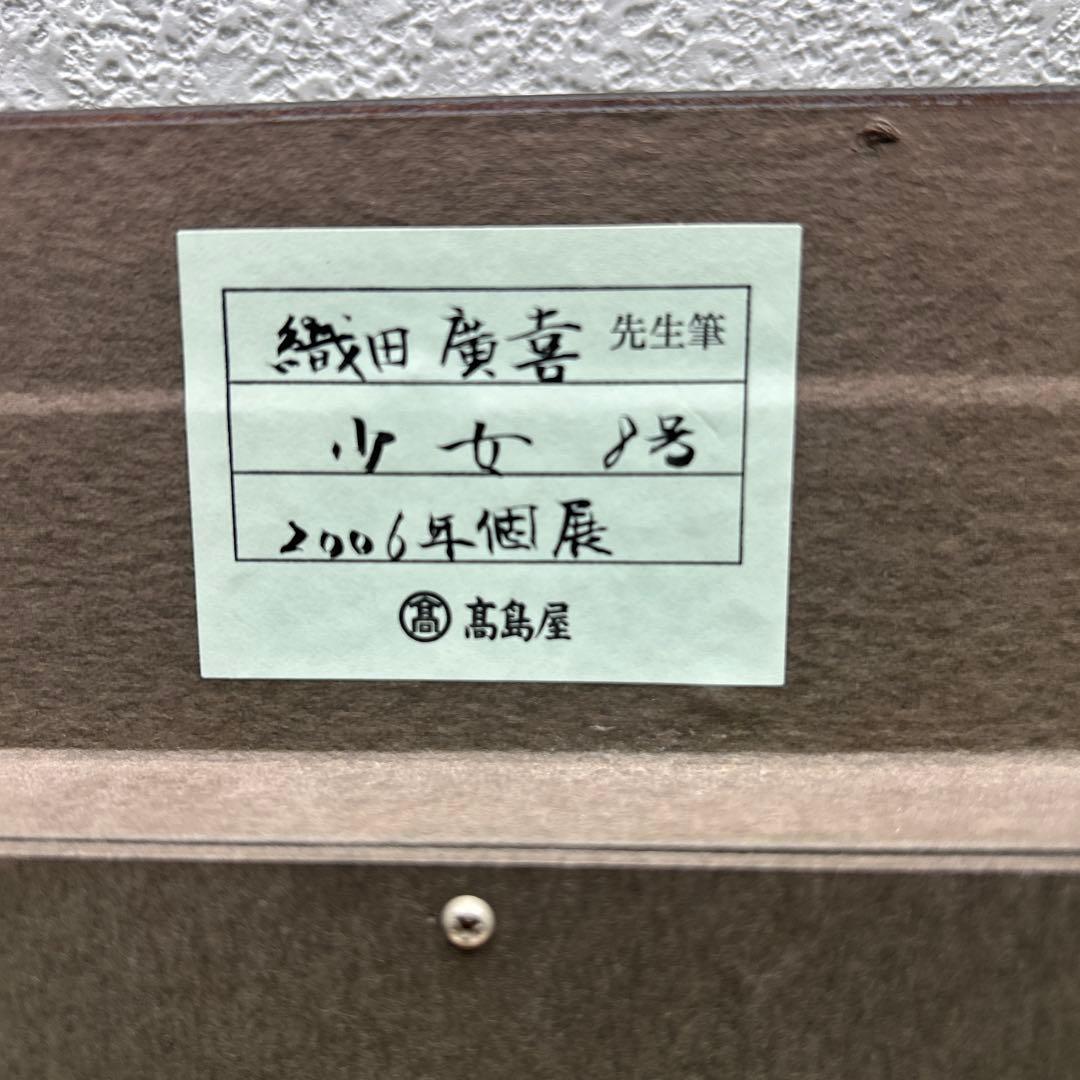 織田廣喜 先生筆
少女 8号
2006年個展
髙 髙島屋